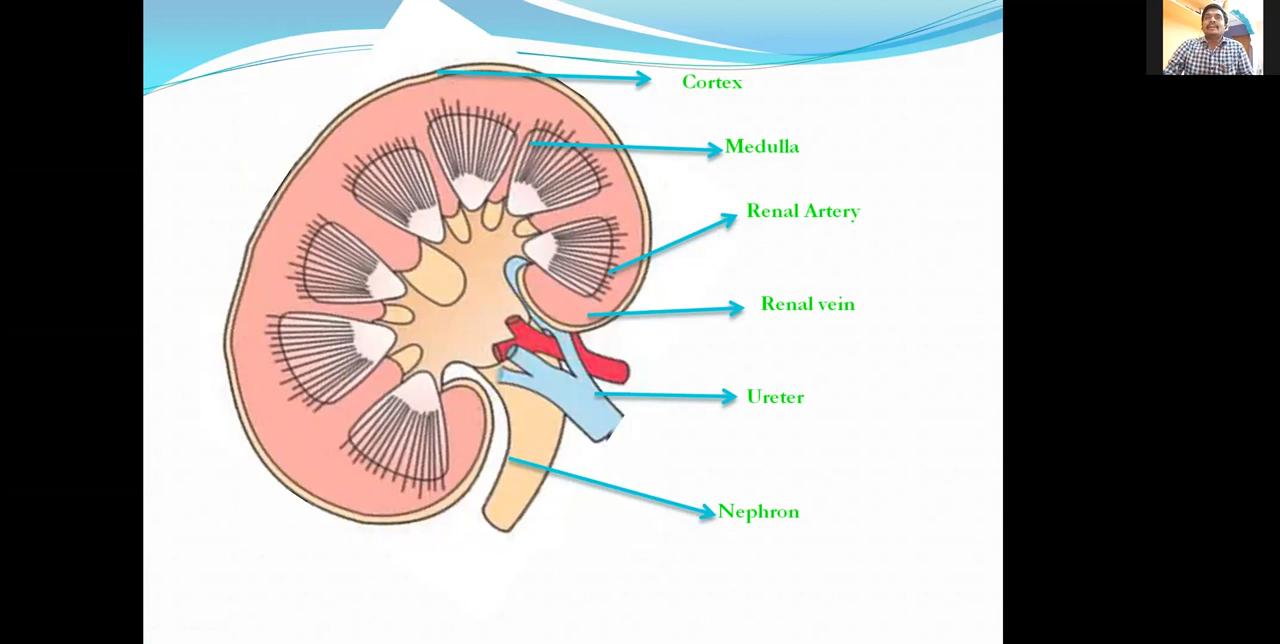 Cortex
Medulla
Renal Artery
Renal vein
Ureter
Nephron